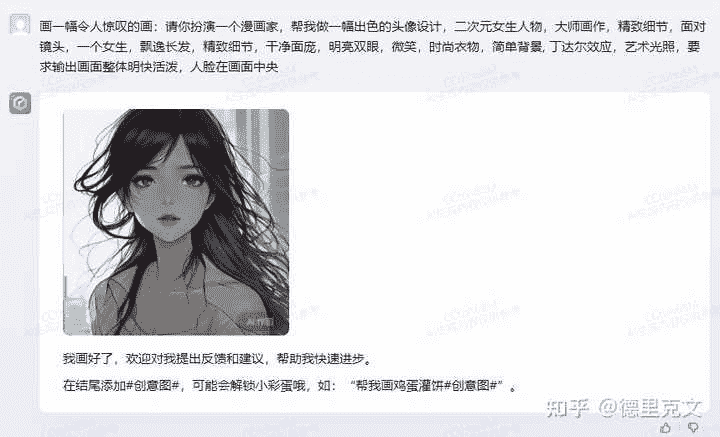 画一幅令人惊叹的画：请你扮演一个漫画家，帮我做一幅出色的头像设计，二次元女生人物，大师画作，精致细节，面对
镜头，一个女生，飘逸长发，精致细节，干净面庞，明亮双眼，微笑，时尚衣物，简单背景, 丁达尔效应，艺术光照，要
求输出画面整体明快活泼，人脸在画面中央
我画好了，欢迎对我提出反馈和建议，帮助我快速进步。
在结尾添加#创意图#，可能会解锁小彩蛋哦，如：“帮我画鸡蛋灌饼#创意图#”。
知乎 @德里克文